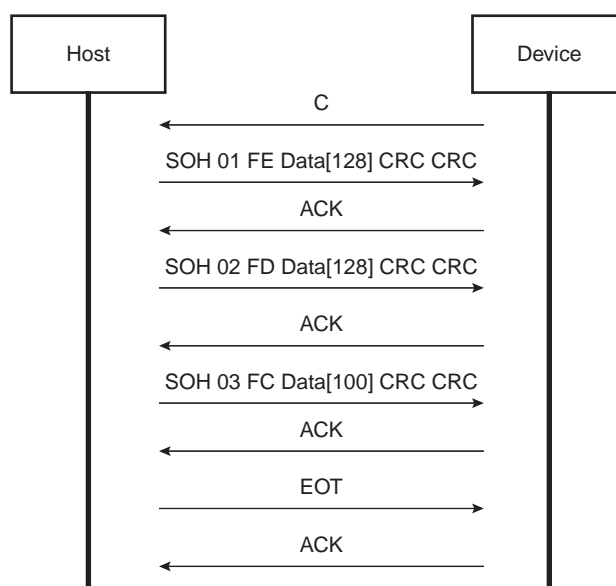 Host
Device
C
SOH 01 FE Data[128] CRC CRC
ACK
SOH 02 FD Data[128] CRC CRC
ACK
SOH 03 FC Data[100] CRC CRC
ACK
EOT
ACK